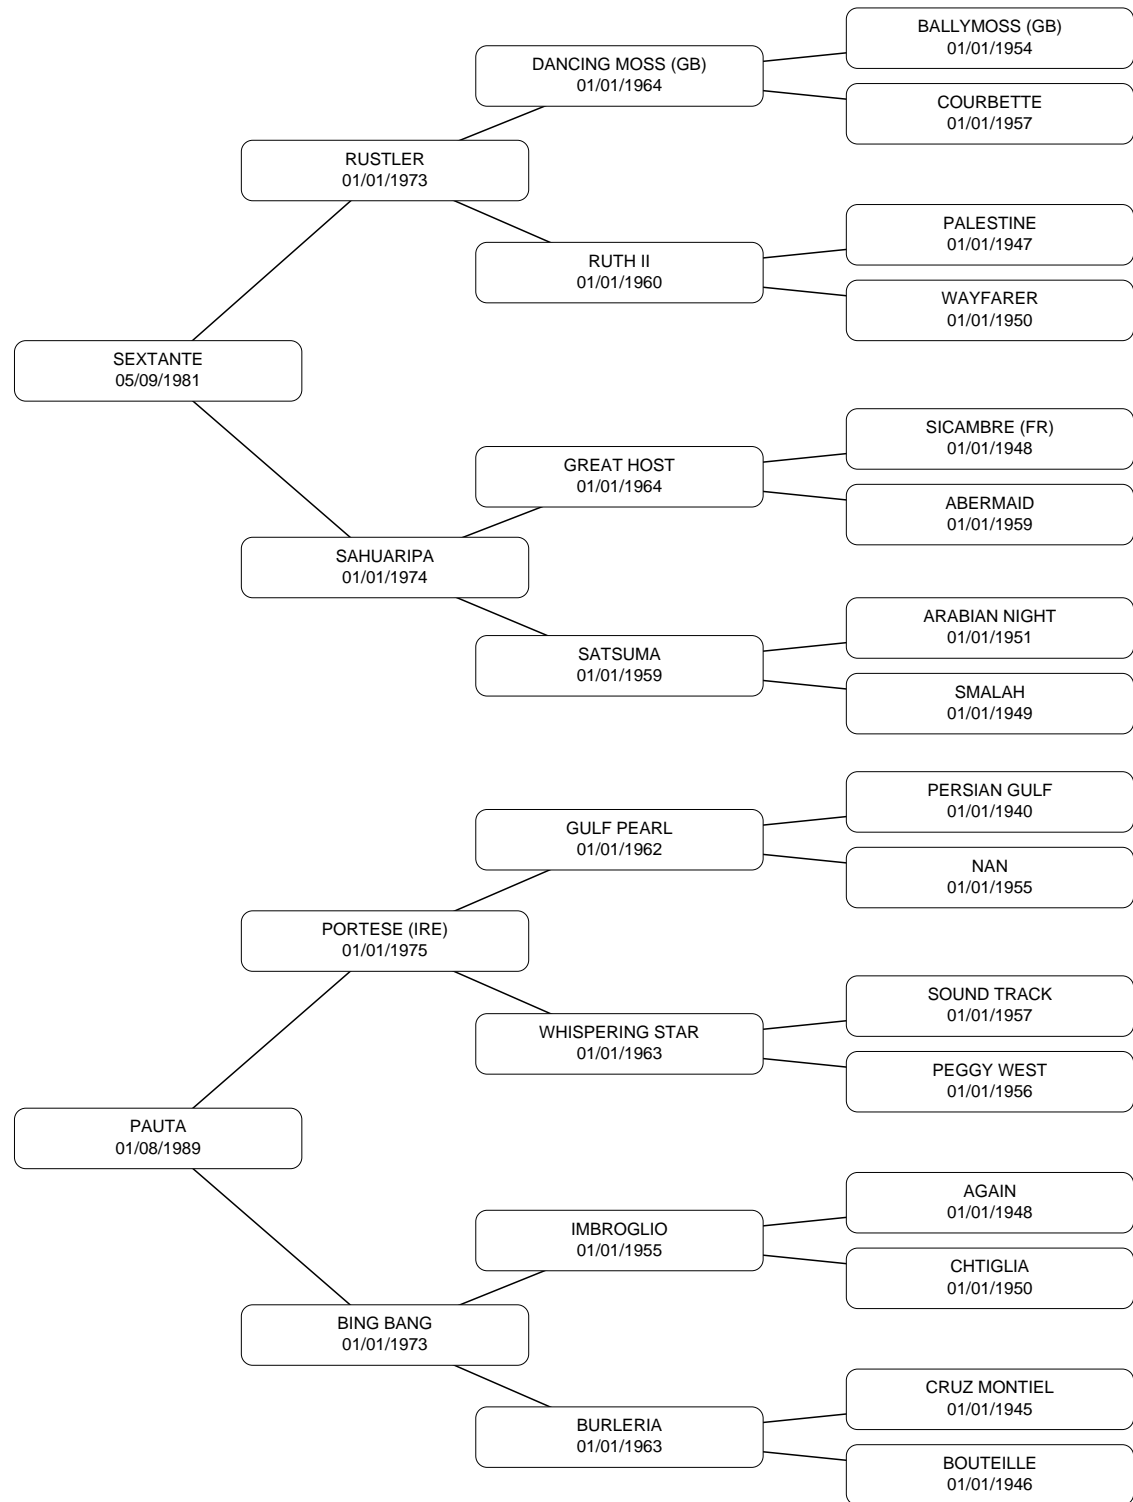 BALLYMOSS (GB)
01/01/1954
DANCING MOSS (GB)
01/01/1964
COURBETTE
01/01/1957
RUSTLER
01/01/1973
PALESTINE
01/01/1947
RUTH II
01/01/1960
WAYFARER
01/01/1950
SEXTANTE
05/09/1981
SICAMBRE (FR)
01/01/1948
GREAT HOST
01/01/1964
ABERMAID
01/01/1959
SAHUARIPA
01/01/1974
ARABIAN NIGHT
01/01/1951
SATSUMA
01/01/1959
SMALAH
01/01/1949
PERSIAN GULF
01/01/1940
GULF PEARL
01/01/1962
NAN
01/01/1955
PORTESE (IRE)
01/01/1975
SOUND TRACK
01/01/1957
WHISPERING STAR
01/01/1963
PEGGY WEST
01/01/1956
PAUTA
01/08/1989
AGAIN
01/01/1948
IMBROGLIO
01/01/1955
CHTIGLIA
01/01/1950
BING BANG
01/01/1973
CRUZ MONTIEL
01/01/1945
BURLERIA
01/01/1963
BOUTEILLE
01/01/1946